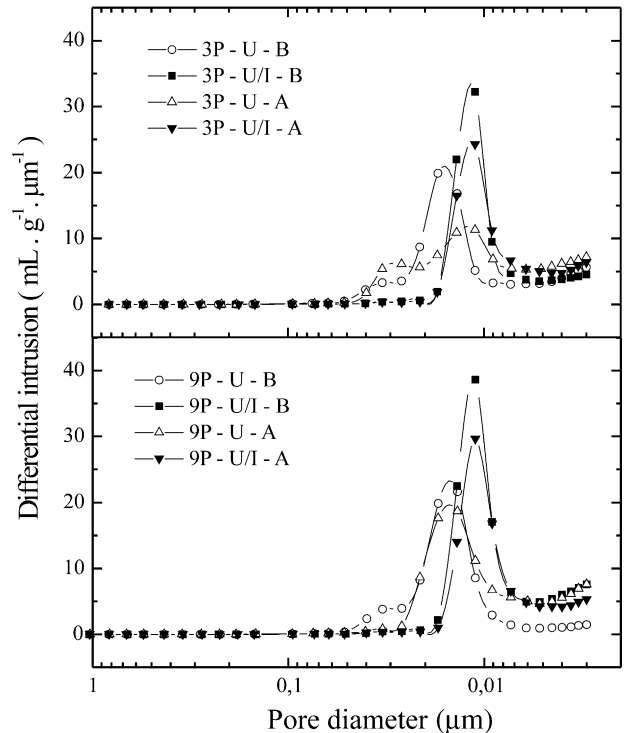 40
30
20
10
0
3P - U - B
3P - U/I - B
3P - U - A
3P - U/I - A
40
30
20
10
0
9P - U - B
9P - U/I - B
9P - U - A
9P - U/I - A
Differential intrusion ( mL . g⁻¹ . μm⁻¹ )
1 0,1 0,01
Pore diameter (μm)